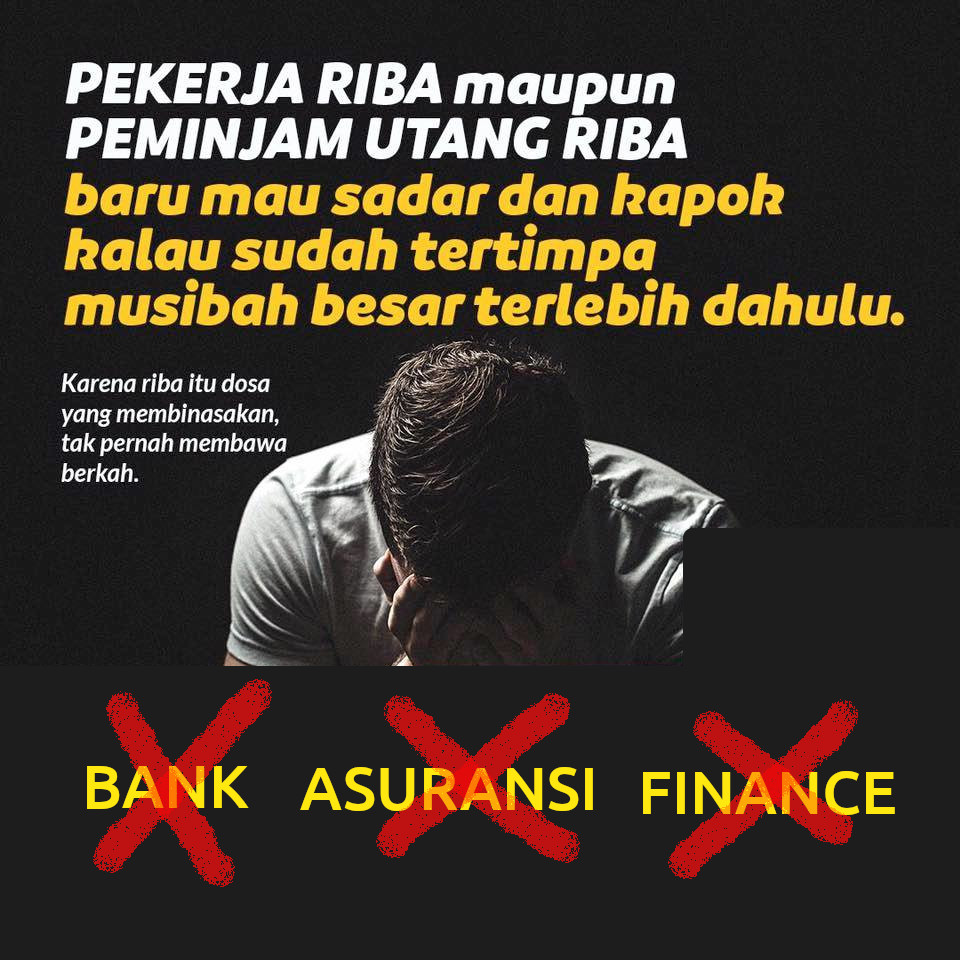 PEKERJA RIBA maupun
PEMINJAM UTANG RIBA
baru mau sadar dan kapok
kalau sudah tertimpa
musibah besar terlebih dahulu.
Karena riba itu dosa
yang membinasakan,
tak pernah membawa
berkah.
BANK ASURANSI FINANCE